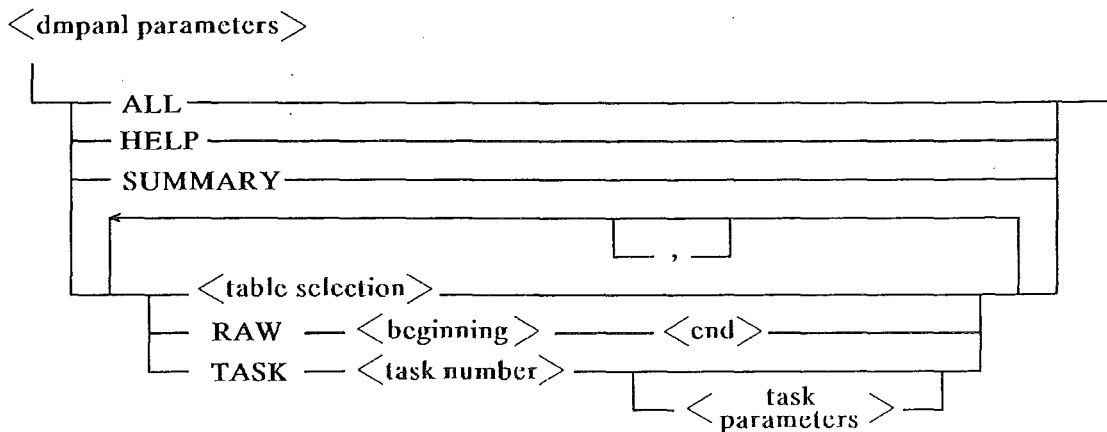 <dmpanl parameters>
ALL
HELP
SUMMARY
,
<table selection>
RAW <beginning> <end>
TASK <task number>
<task
parameters>